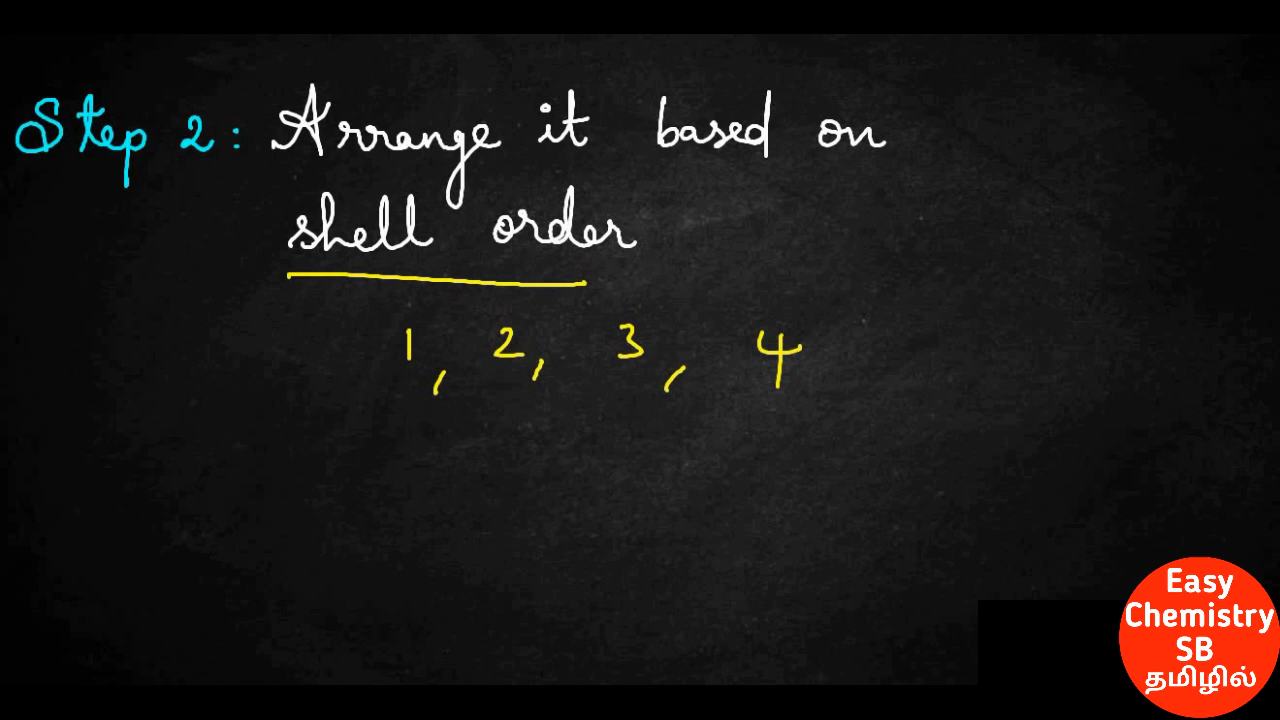 Step 2: Arrange it based on
shell order
1, 2, 3, 4
Easy
Chemistry
SB
தமிழில்